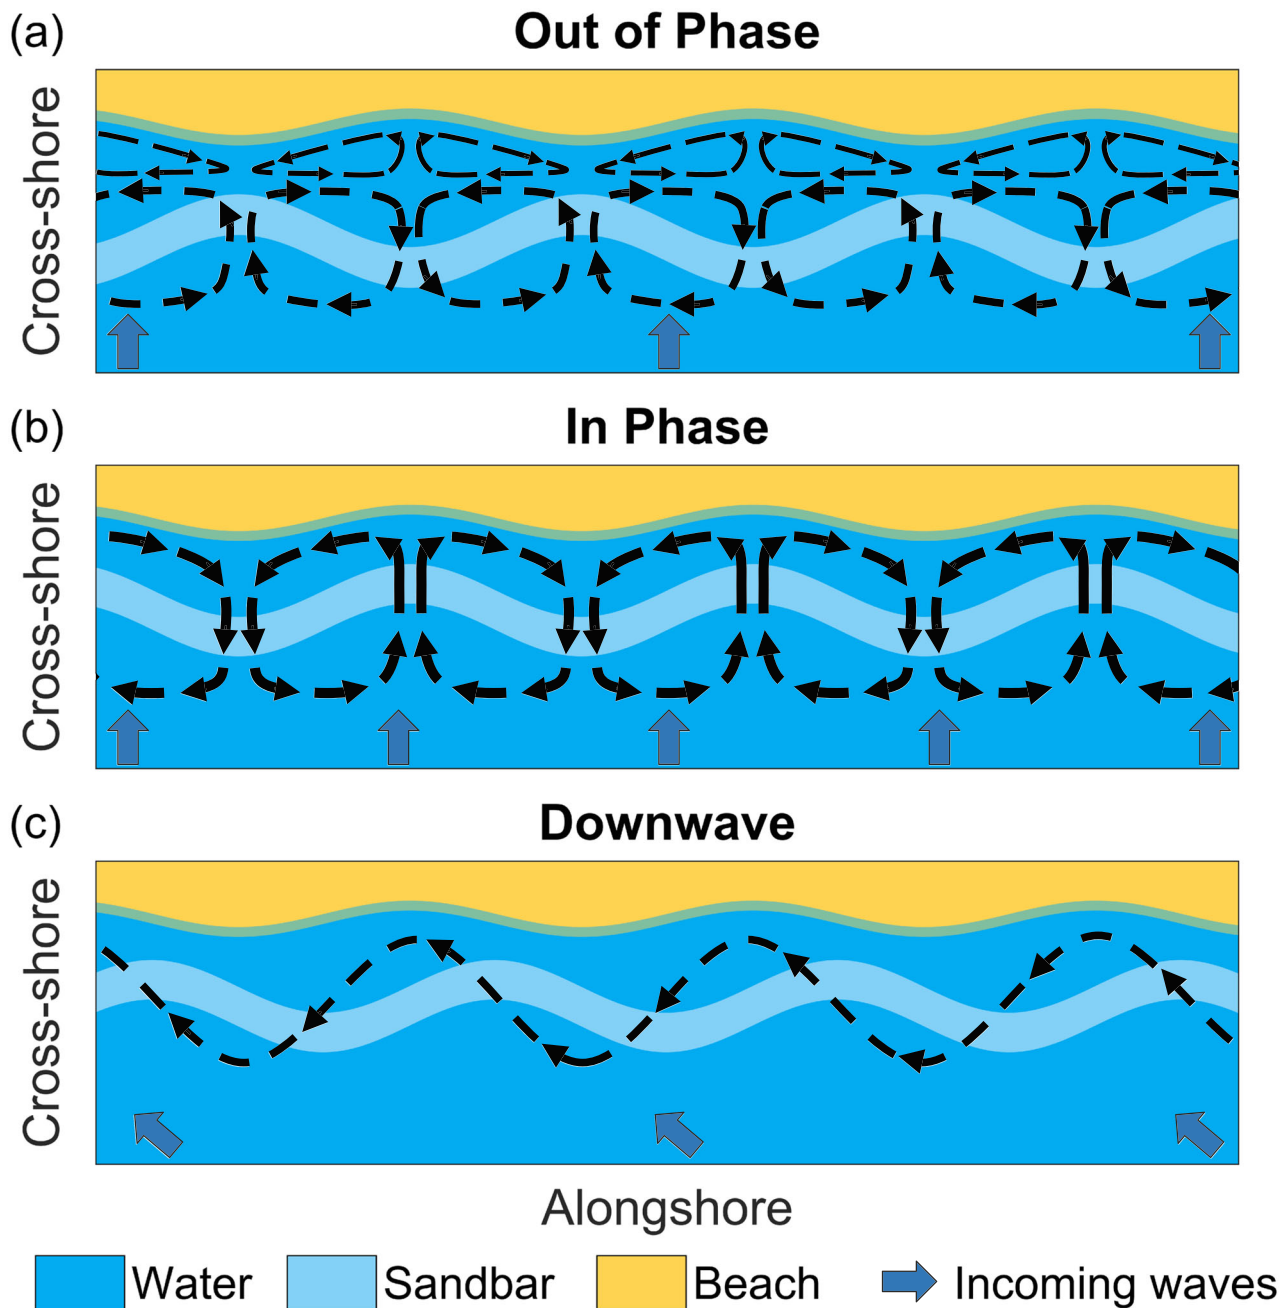 (a)
Out of Phase
Cross-shore
(b)
In Phase
Cross-shore
(c)
Downwave
Cross-shore
Alongshore
Water
Sandbar
Beach
Incoming waves